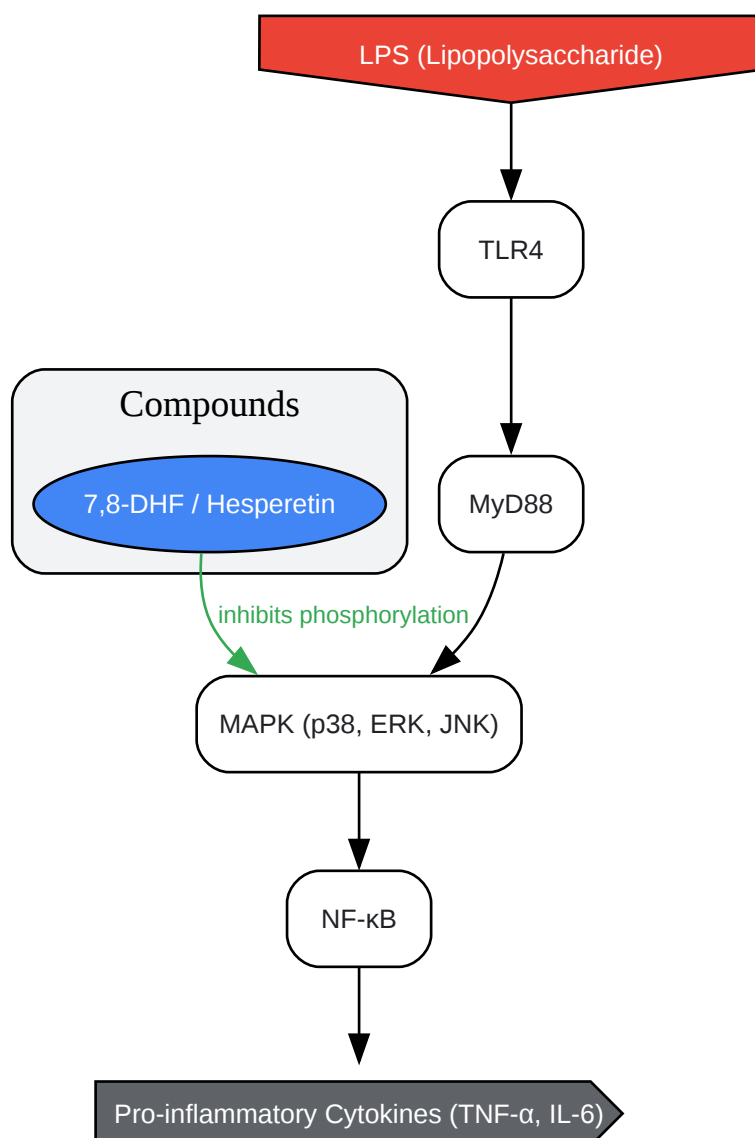 LPS (Lipopolysaccharide)
TLR4
Compounds
7,8-DHF / Hesperetin
MyD88
inhibits phosphorylation
MAPK (p38, ERK, JNK)
NF-κB
Pro-inflammatory Cytokines (TNF-α, IL-6)